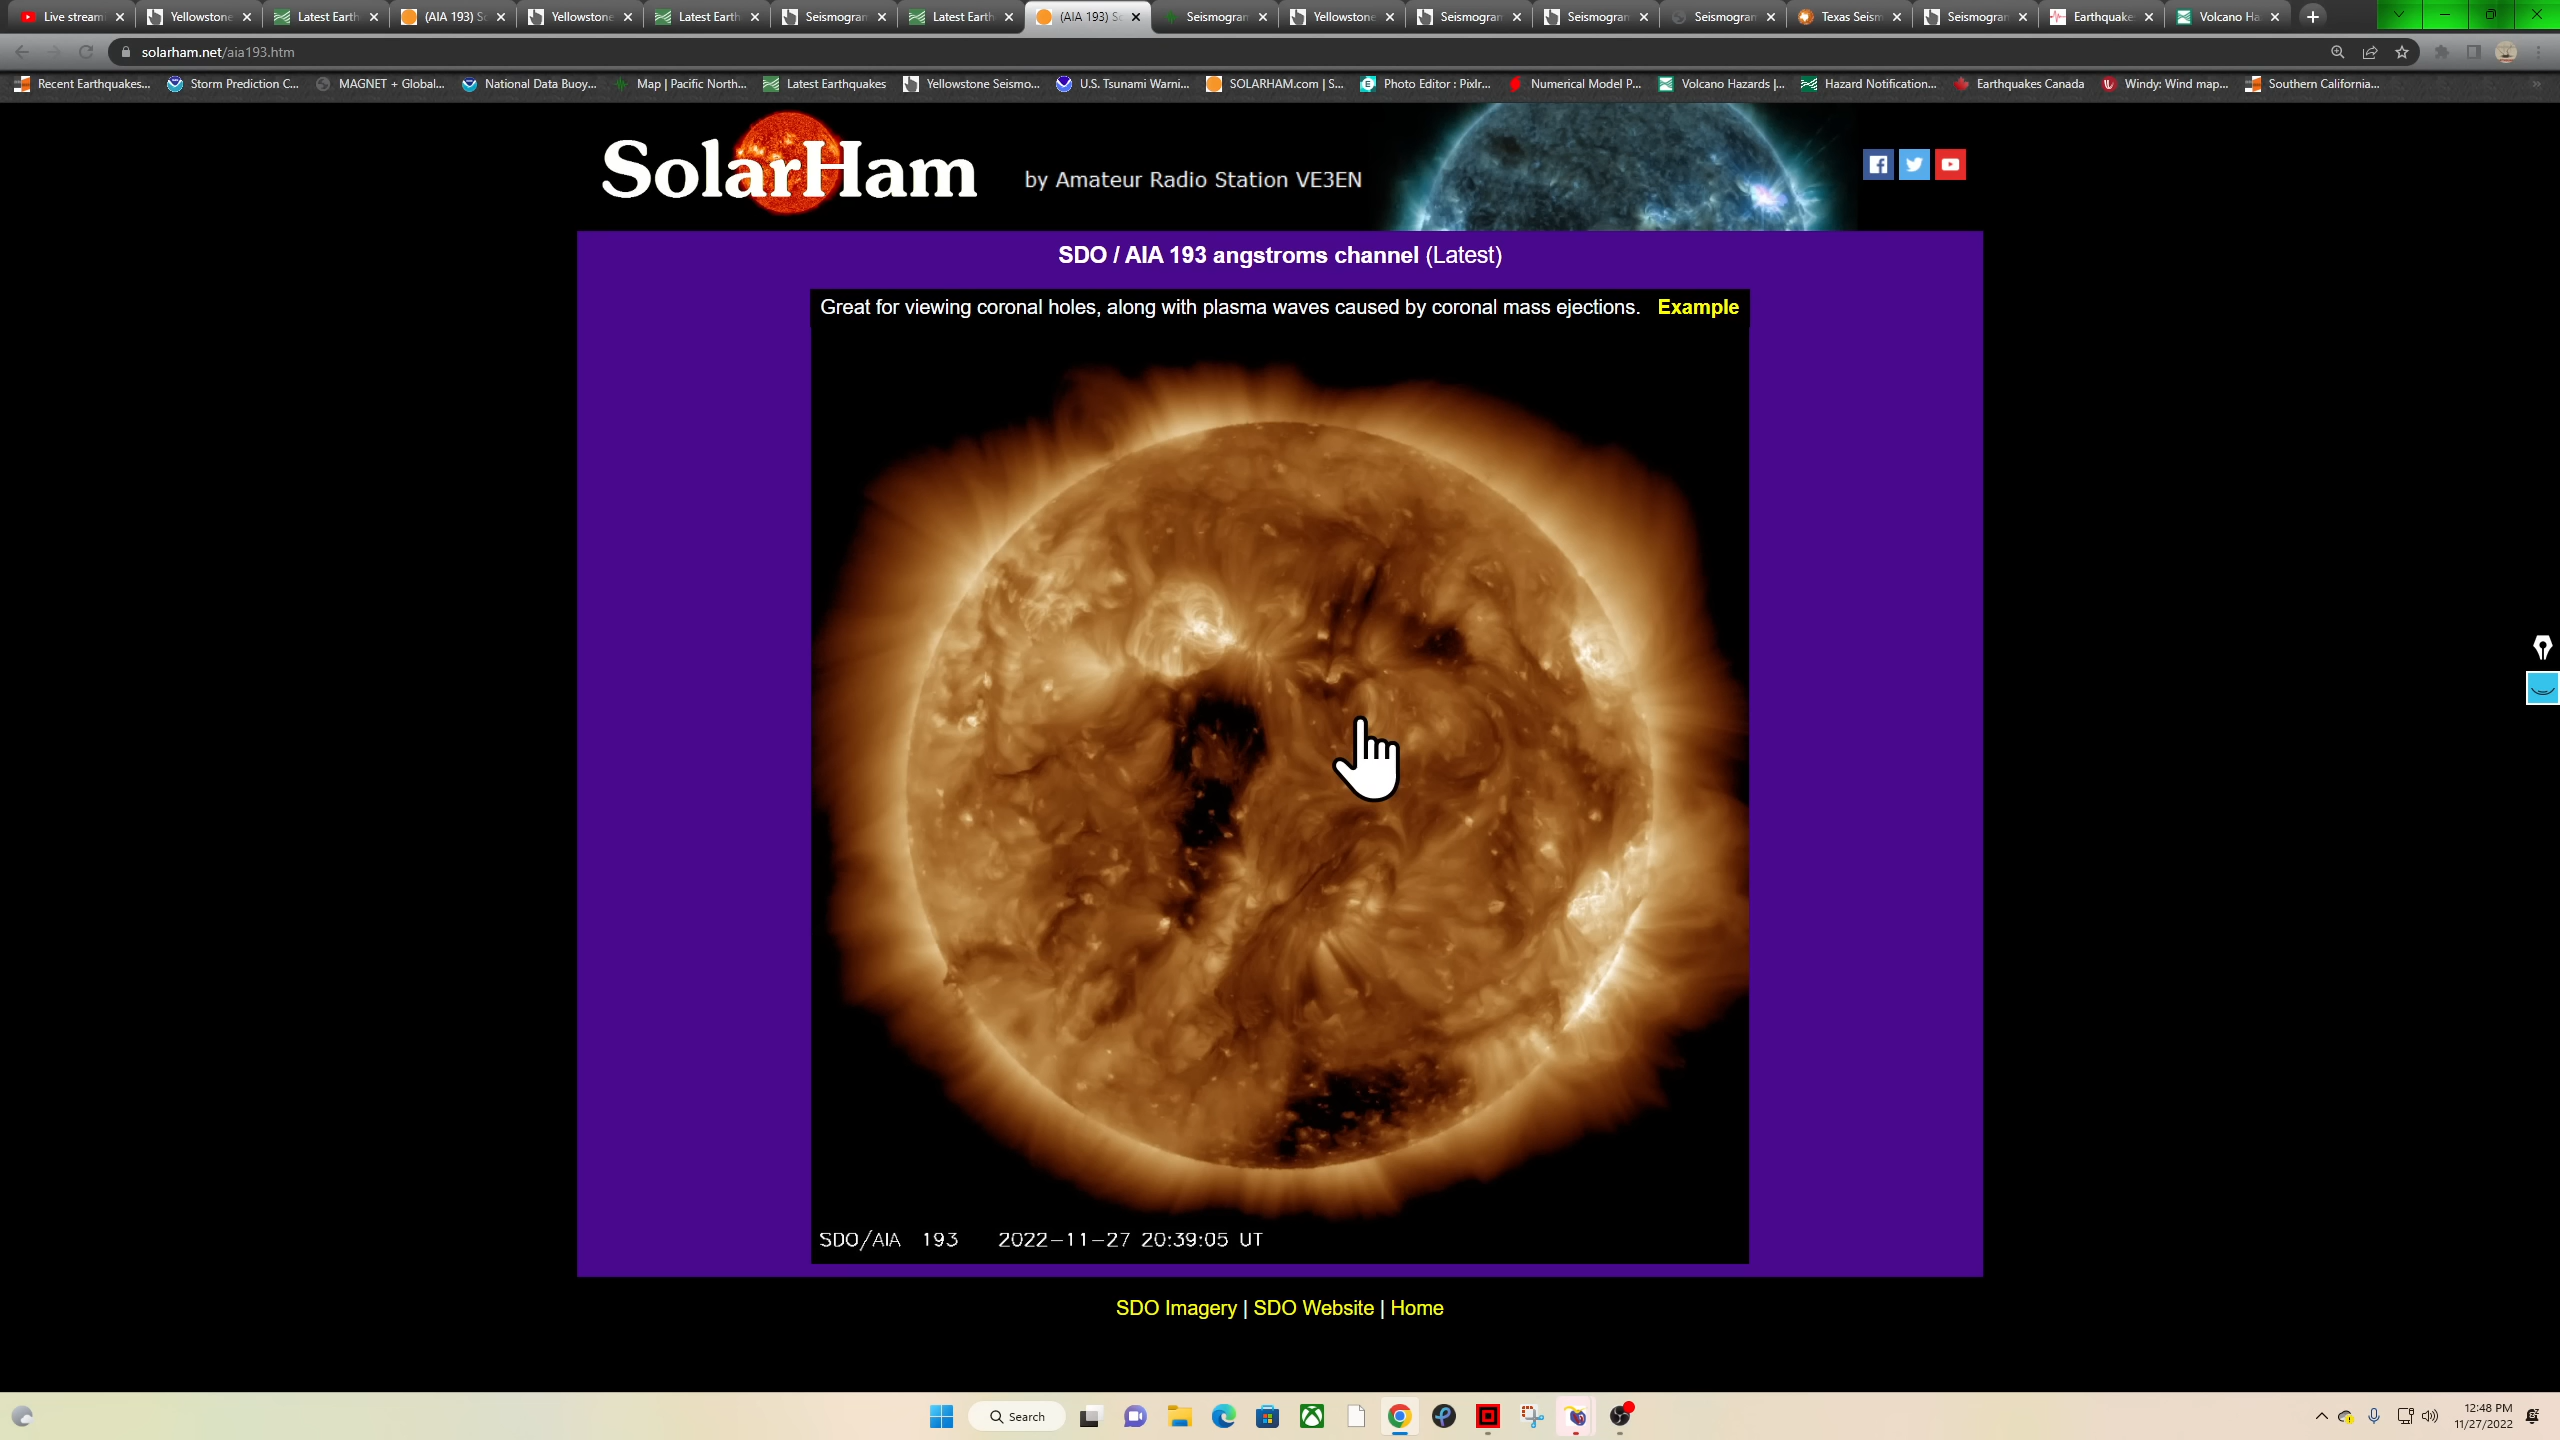 Live stream
Yellowstone
Latest Earth
(AIA 193) So
Yellowstone
Latest Earth
Seismogram
Latest Earth
(AIA 193) So
Seismogram
Yellowstone
Seismogram
Seismogram
Seismogram
Texas Seism
Seismogram
Earthquake
Volcano Ha
solarham.net/aia193.htm
Recent Earthquakes...
Storm Prediction C...
MAGNET + Global...
National Data Buoy...
Map | Pacific North...
Latest Earthquakes
Yellowstone Seismo...
U.S. Tsunami Warni...
SOLARHAM.com | S...
Photo Editor : Pixlr...
Numerical Model P...
Volcano Hazards |...
Hazard Notification...
Earthquakes Canada
Windy: Wind map...
Southern California...
SolarHam
by Amateur Radio Station VE3EN
SDO / AIA 193 angstroms channel (Latest)
Great for viewing coronal holes, along with plasma waves caused by coronal mass ejections. Example
SDO/AIA 193 2022-11-27 20:39:05 UT
SDO Imagery | SDO Website | Home
Search
12:48 PM
11/27/2022